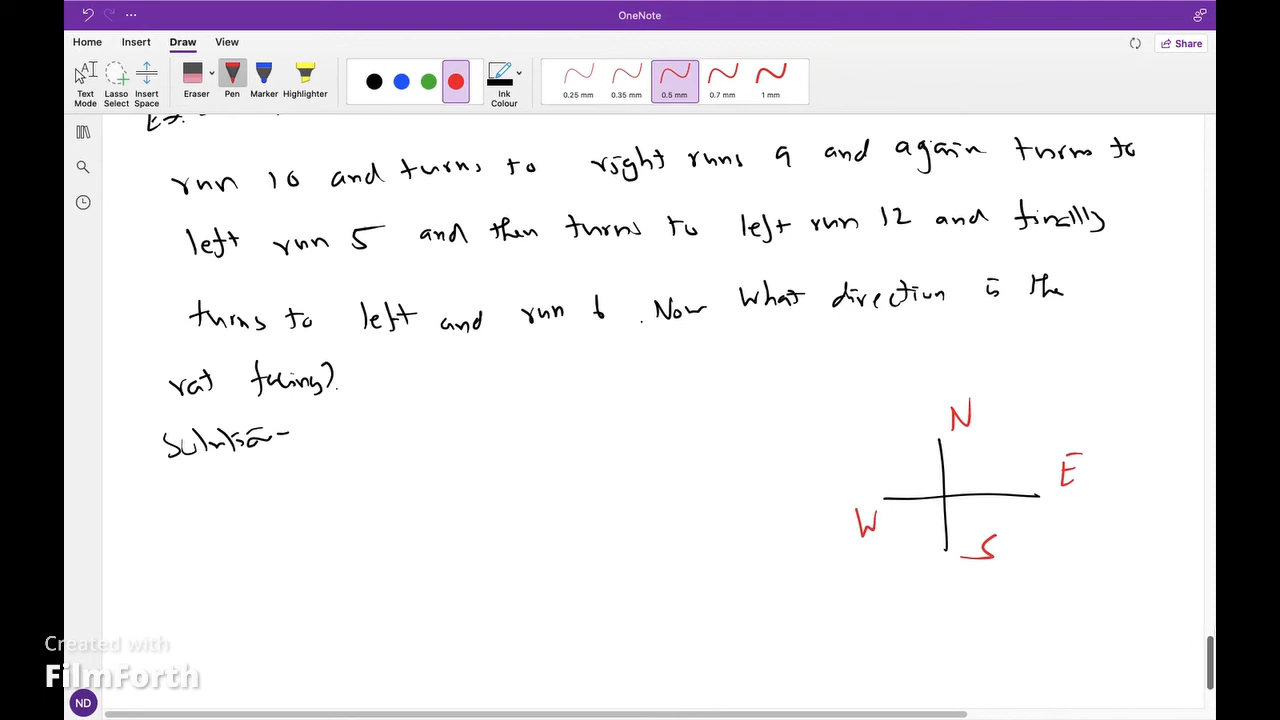 OneNote
Home Insert Draw View
Share
Text Mode Lasso Select Insert Space Eraser Pen Marker Highlighter Ink Colour 0.25 mm 0.35 mm 0.5 mm 0.7 mm 1 mm
run 10 and turns to right runs 9 and again turns to
left run 5 and then turns to left run 12 and finally
turns to left and run 6 . Now What direction is the
rat facing?
Solution-
N
E
W
S
Created with
FilmForth
ND